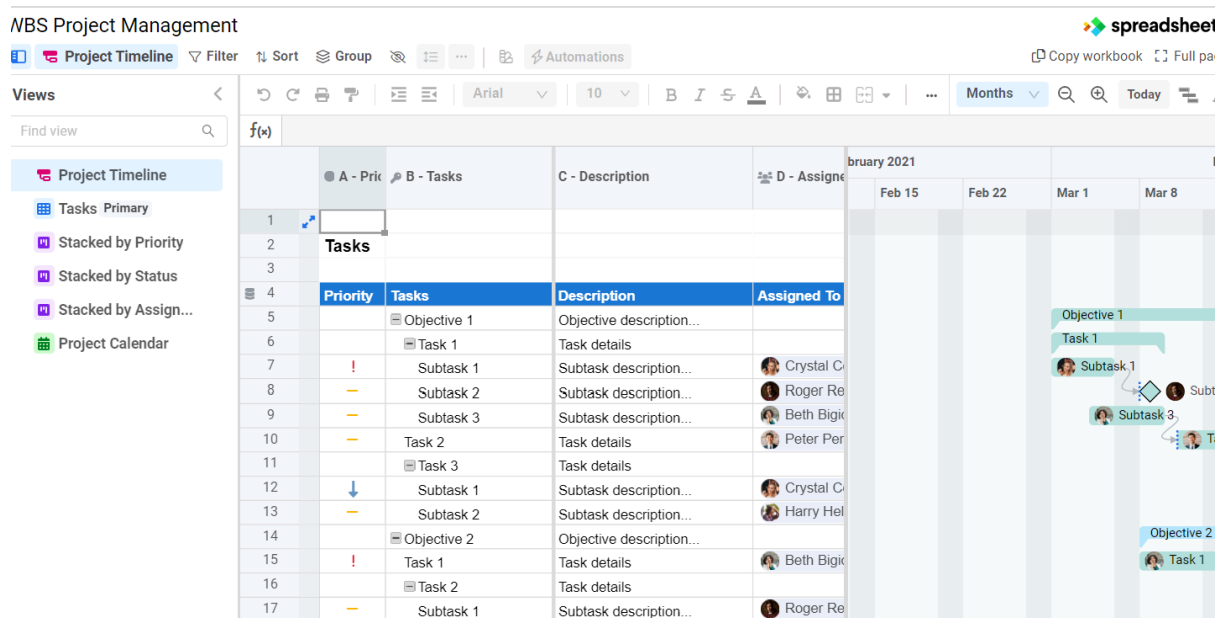 WBS Project Management
spreadsheet
Project Timeline Filter Sort Group ... Automations
Copy workbook Full pa
Views
Arial 10 B I S A ... Months Today
Find view
f(x)
Project Timeline
Tasks Primary
Stacked by Priority
Stacked by Status
Stacked by Assign...
Project Calendar
A - Pric B - Tasks C - Description D - Assigne
bruary 2021
Feb 15 Feb 22 Mar 1 Mar 8
1
2 Tasks
3
4 Priority Tasks Description Assigned To
5 Objective 1 Objective description... Objective 1
6 Task 1 Task details Task 1
7 ! Subtask 1 Subtask description... Crystal Co Subtask 1
8 Subtask 2 Subtask description... Roger Re Subt
9 Subtask 3 Subtask description... Beth Bigio Subtask 3
10 Task 2 Task details Peter Per T
11 Task 3 Task details
12 Subtask 1 Subtask description... Crystal Co
13 Subtask 2 Subtask description... Harry Hel
14 Objective 2 Objective description... Objective 2
15 ! Task 1 Task details Beth Bigio Task 1
16 Task 2 Task details
17 Subtask 1 Subtask description... Roger Re